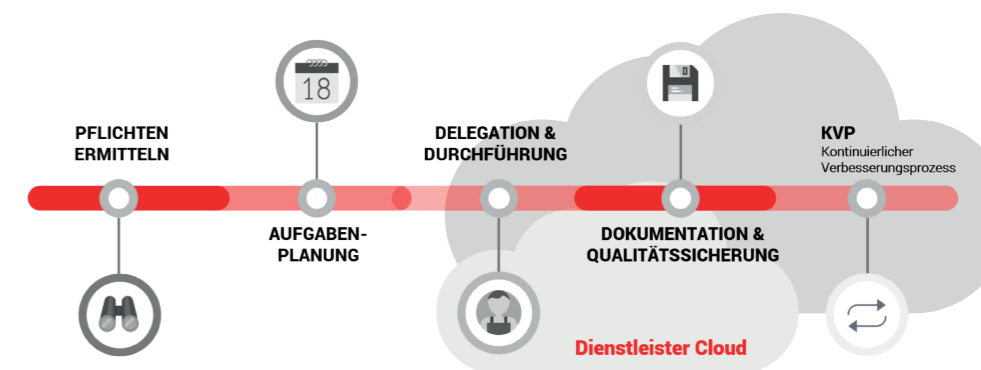 PFLICHTEN
ERMITTELN
18
AUFGABEN-
PLANUNG
DELEGATION &
DURCHFÜHRUNG
DOKUMENTATION &
QUALITÄTSSICHERUNG
KVP
Kontinuierlicher
Verbesserungsprozess
Dienstleister Cloud